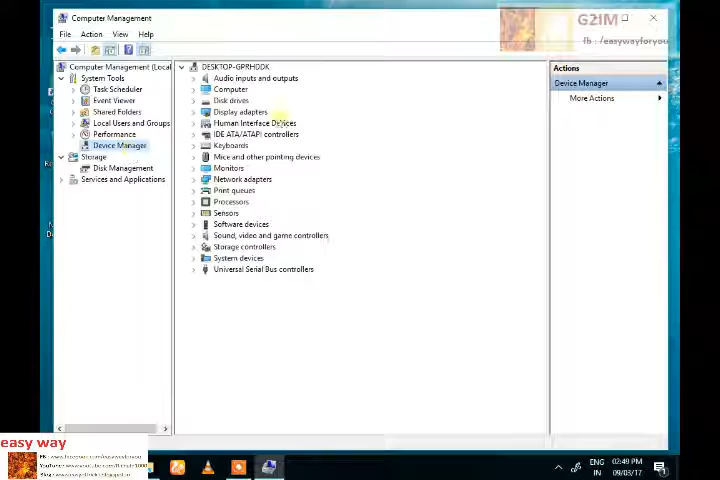 Computer Management
G2IM
fb : /easywayforyou
File Action View Help
Computer Management (Local
System Tools
Task Scheduler
Event Viewer
Shared Folders
Local Users and Groups
Performance
Device Manager
Storage
Disk Management
Services and Applications
DESKTOP-GPRHDDK
Audio inputs and outputs
Computer
Disk drives
Display adapters
Human Interface Devices
IDE ATA/ATAPI controllers
Keyboards
Mice and other pointing devices
Monitors
Network adapters
Print queues
Processors
Sensors
Software devices
Sound, video and game controllers
Storage controllers
System devices
Universal Serial Bus controllers
Actions
Device Manager
More Actions
easy way
ENG
IN
02:49 PM
09/03/17